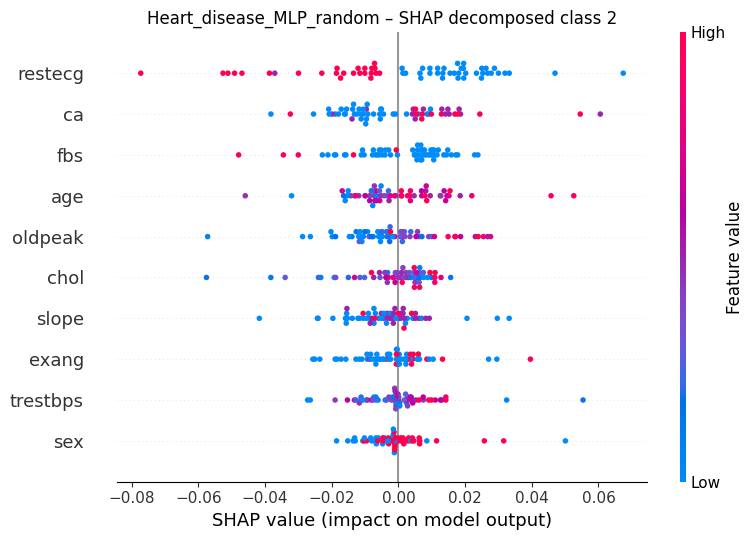 Heart_disease_MLP_random – SHAP decomposed class 2
High
restecg
ca
fbs
age
oldpeak
chol
slope
exang
trestbps
sex
Feature value
Low
−0.08 −0.06 −0.04 −0.02 0.00 0.02 0.04 0.06
SHAP value (impact on model output)